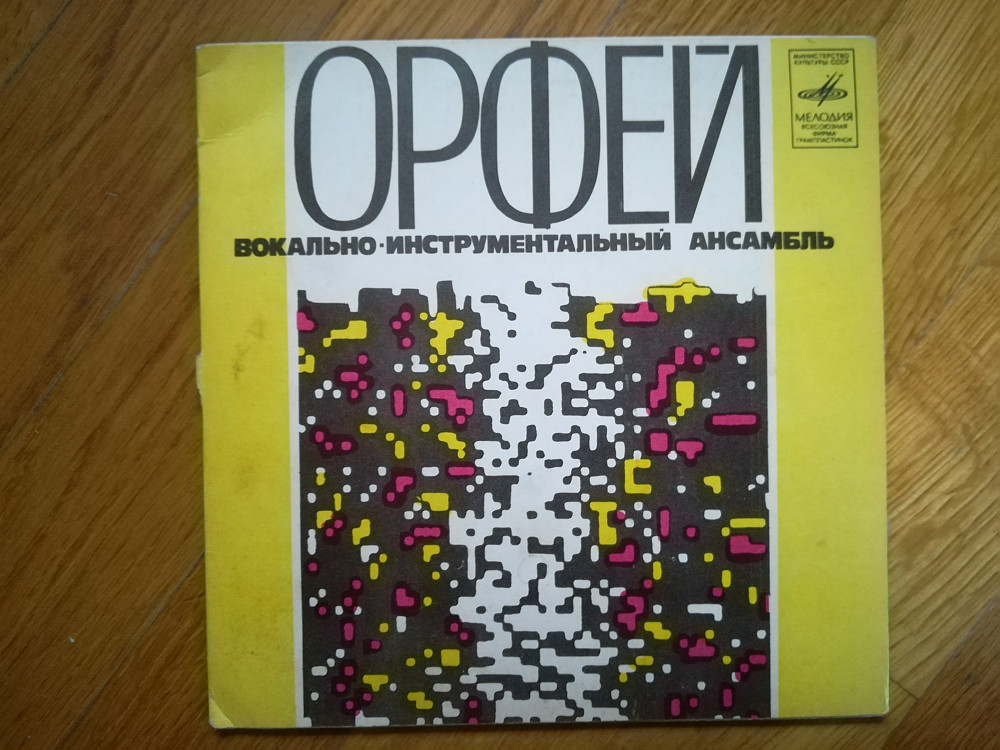 ОРФЕЙ
МИНИСТЕРСТВО
КУЛЬТУРЫ СССР
МЕЛОДИЯ
ВСЕСОЮЗНАЯ
ФИРМА
ГРАМПЛАСТИНОК
ВОКАЛЬНО-ИНСТРУМЕНТАЛЬНЫЙ АНСАМБЛЬ